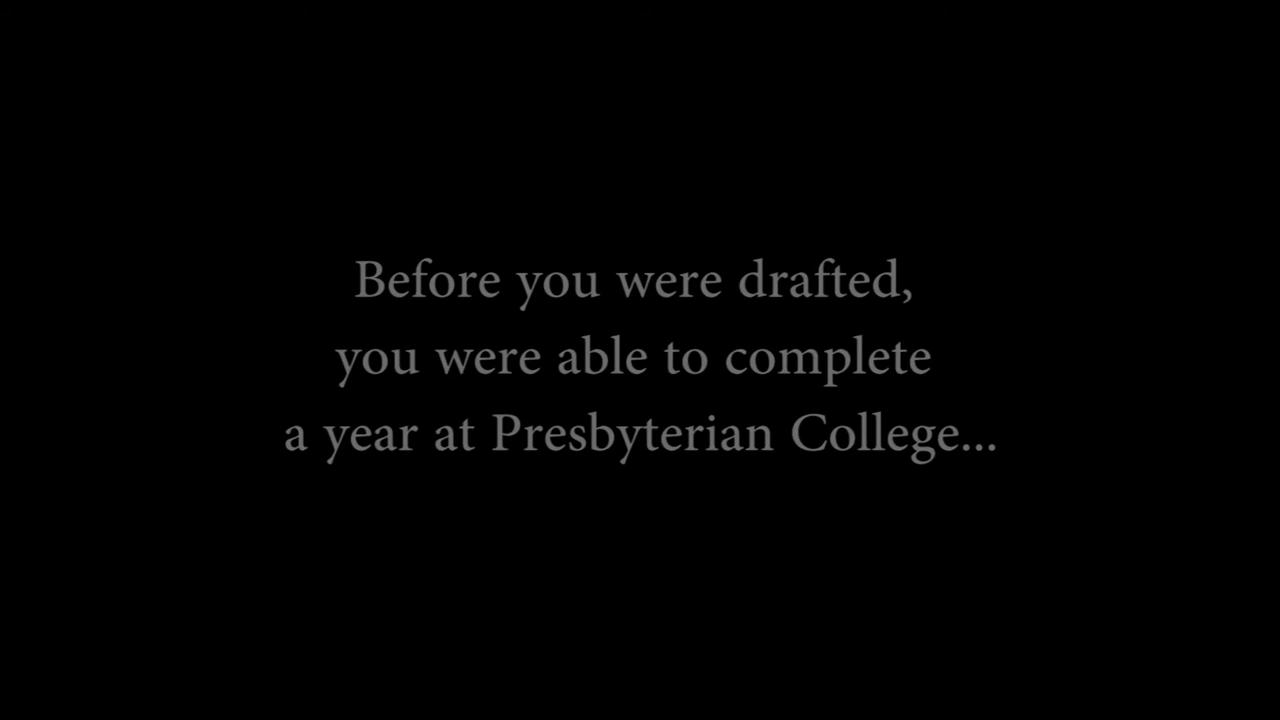 Before you were drafted,
you were able to complete
a year at Presbyterian College...